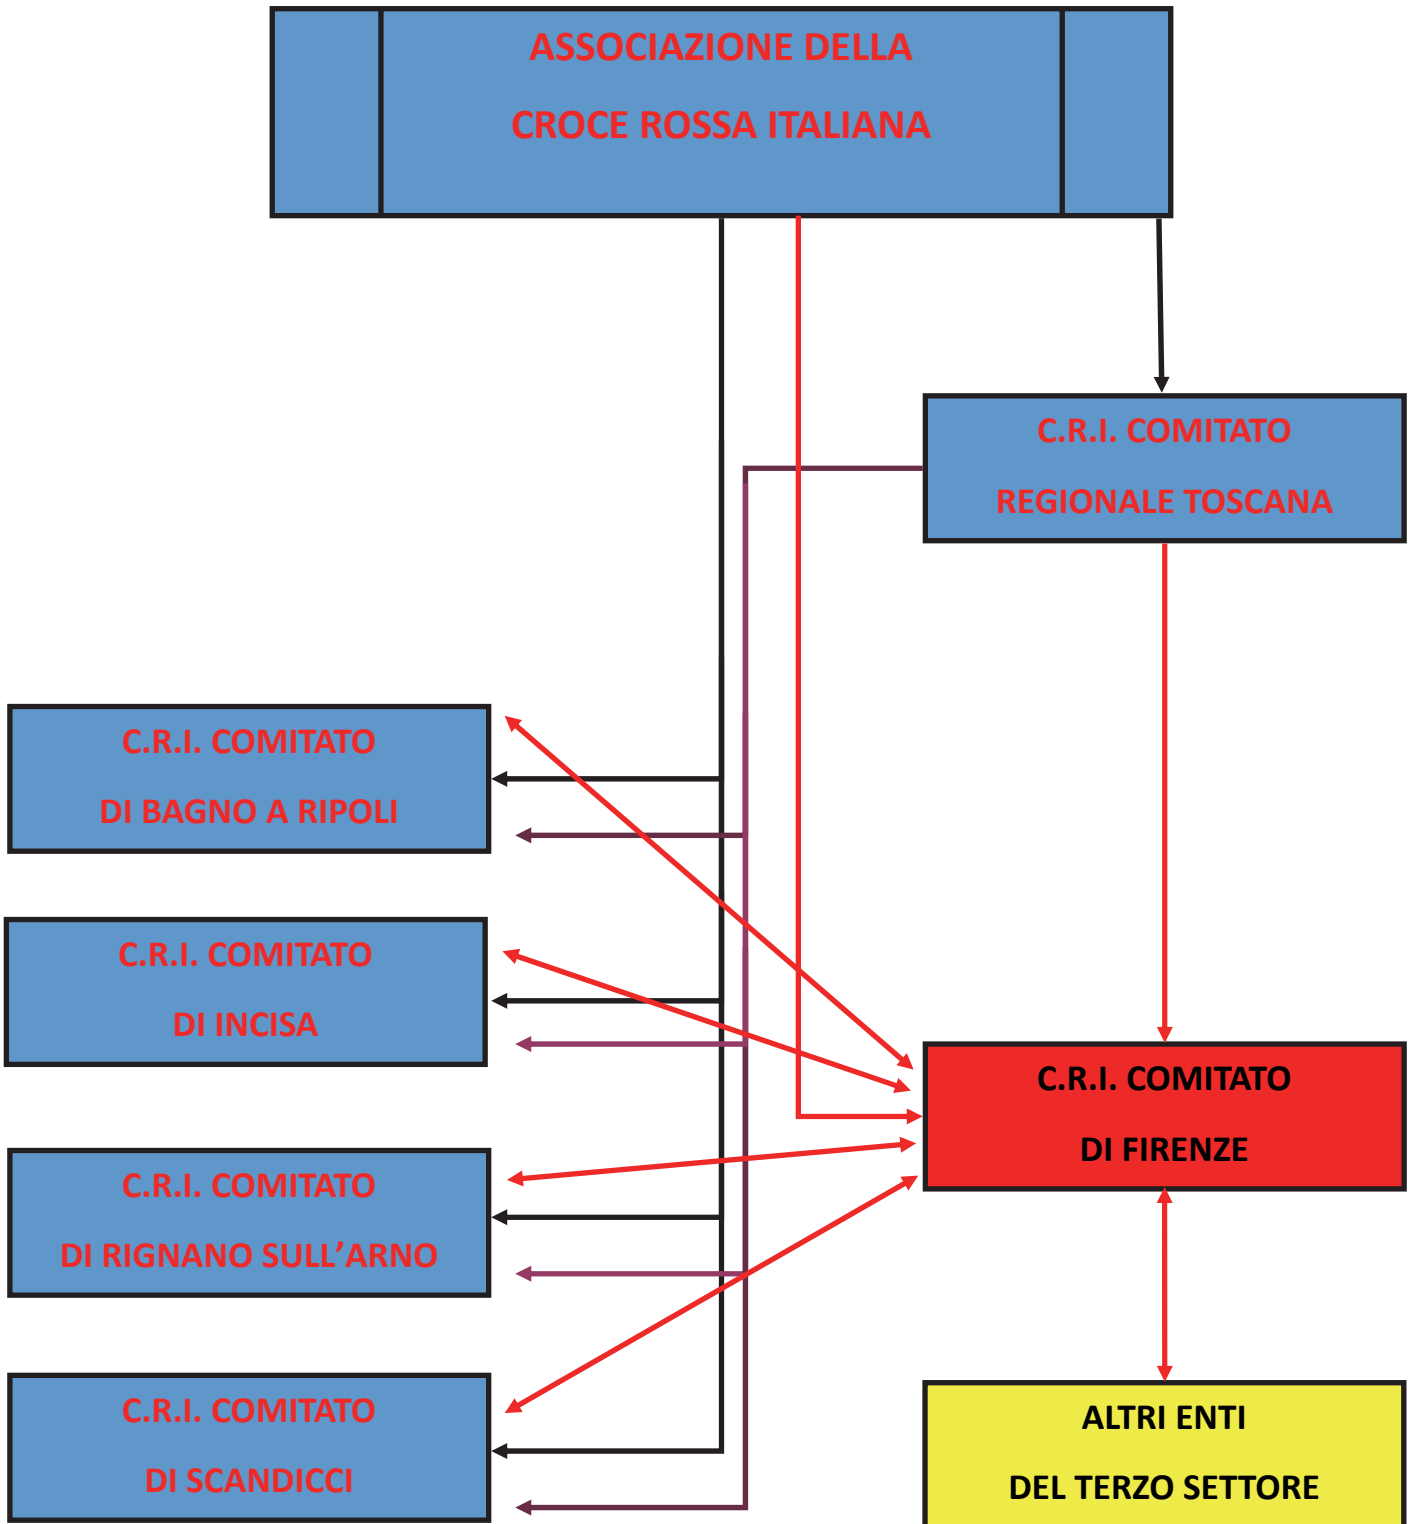 ASSOCIAZIONE DELLA
CROCE ROSSA ITALIANA
C.R.I. COMITATO
REGIONALE TOSCANA
C.R.I. COMITATO
DI BAGNO A RIPOLI
C.R.I. COMITATO
DI INCISA
C.R.I. COMITATO
DI FIRENZE
C.R.I. COMITATO
DI RIGNANO SULL’ARNO
C.R.I. COMITATO
DI SCANDICCI
ALTRI ENTI
DEL TERZO SETTORE